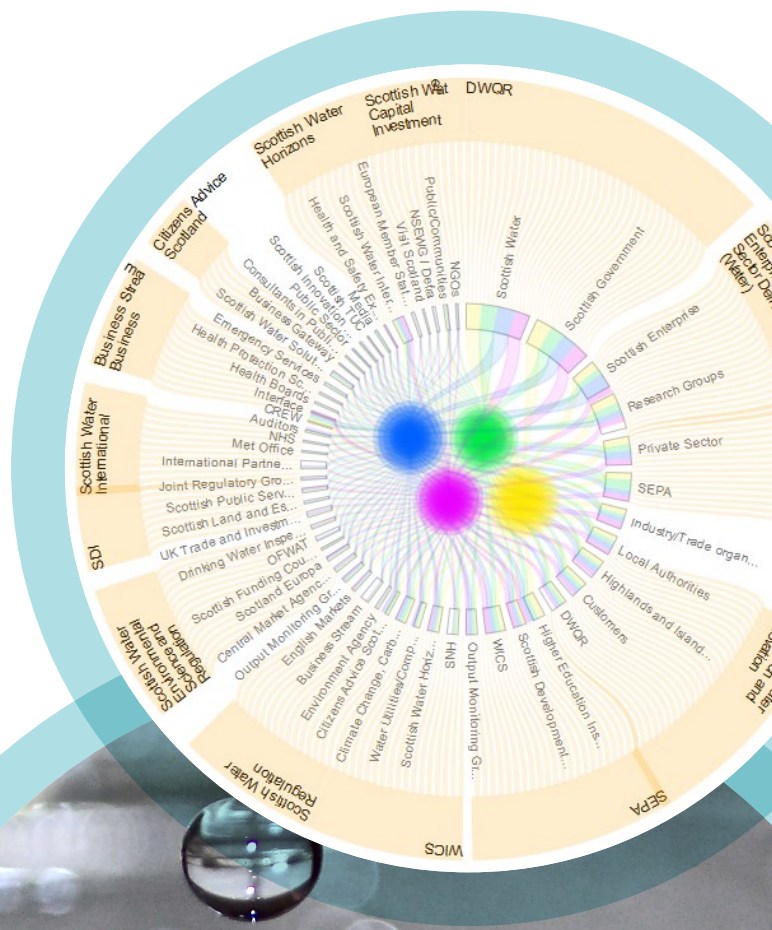 DWQR
Scottish Water
Horizons
Capital
Investment
Citizens Advice
Scotland
Business
Business
Scottish Water
International
SDI
Scottish Water
Environmental
Science and
Regulation
Scottish Water
Regulation
WICS
SEPA
(Water)
Scottish Water
Scottish Government
Scottish Enterprise
Research Groups
Private Sector
SEPA
Industry/Trade organ...
Local Authorities
Highlands and Island...
Customers
DWQR
Higher Education Ins...
Scottish Development....
WICS
Output Monitoring Gr...
HNS
Scottish Water Horiz...
Water Utilities/Comp...
Climate Change, Carb...
Citizens Advice Scot...
Environment Agency
Business Stream
English Markets
Output Monitoring Gr...
Central Market Agenc...
Scotland Europa
Scottish Funding Cou...
OFWAT
Drinking Water Inspe...
UK Trade and Investm...
Scottish Land and Es...
Scottish Public Serv...
Joint Regulatory Gro...
International Partne...
Met Office
NHS
Auditors
CREW
Interface
Health Boards
Health Protection Sc...
Emergency Services
Scottish Water Solut...
Business Gateway
Consultants in Publi...
Public Sector
Scottish Innovation...
Scottish TUC
Media
Health and Safety Ex...
Scottish Water Inter...
European Member Stat...
Visit Scotland
NSEWG / Defra
Public/Communities
NGOs